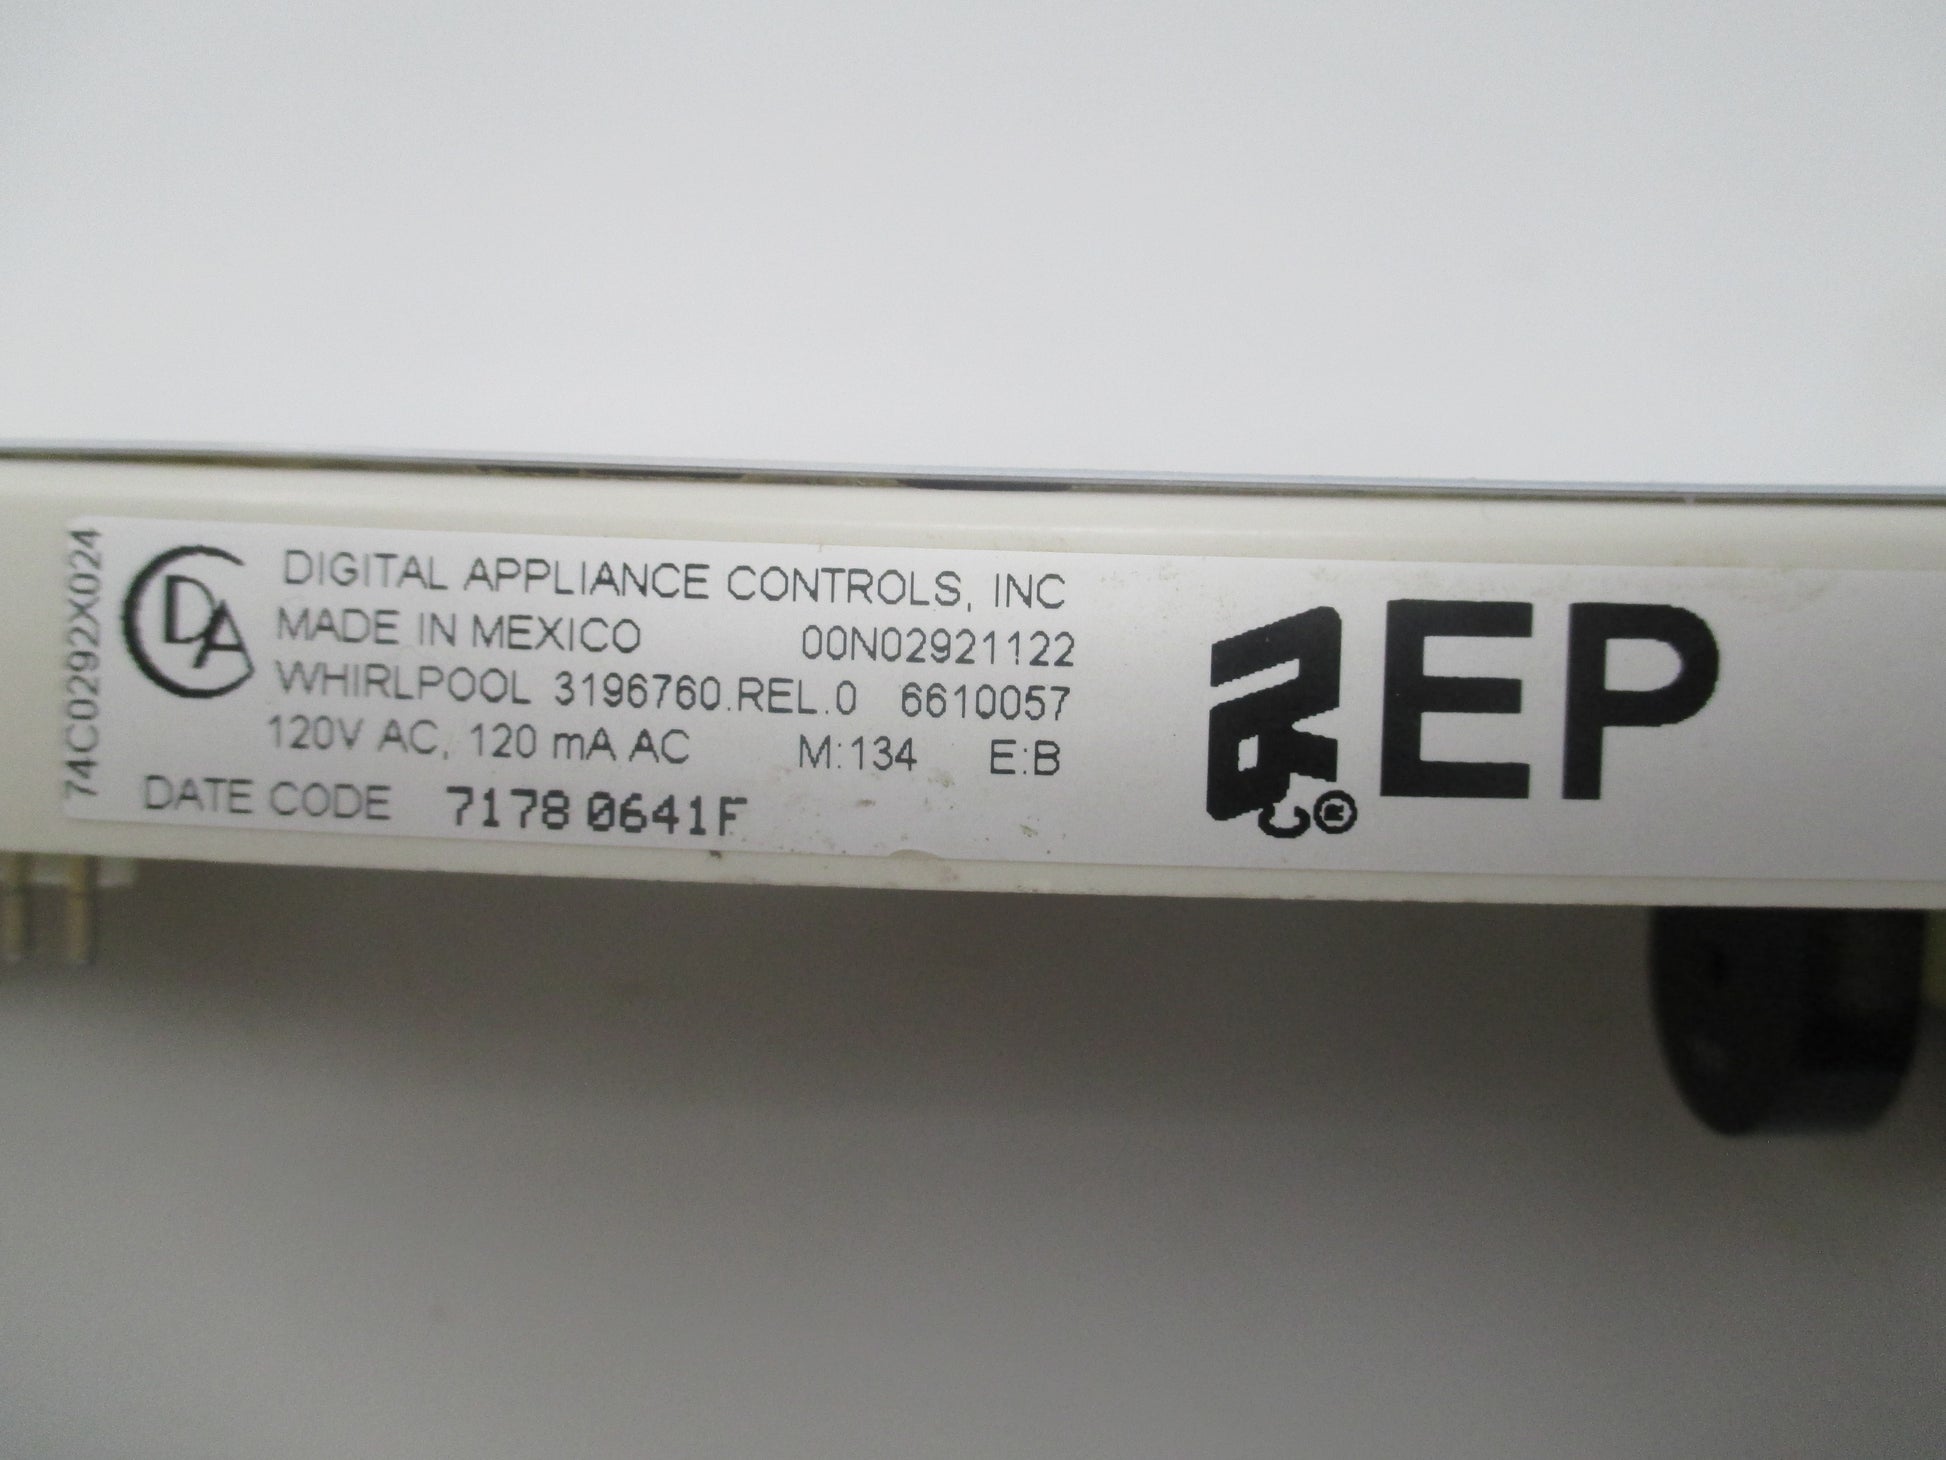 74C0292X024
CDA
DIGITAL APPLIANCE CONTROLS, INC
MADE IN MEXICO 00N02921122
WHIRLPOOL 3196760.REL.0 6610057
120V AC, 120 mA AC M:134 E:B
DATE CODE 7178 0641F
®EP